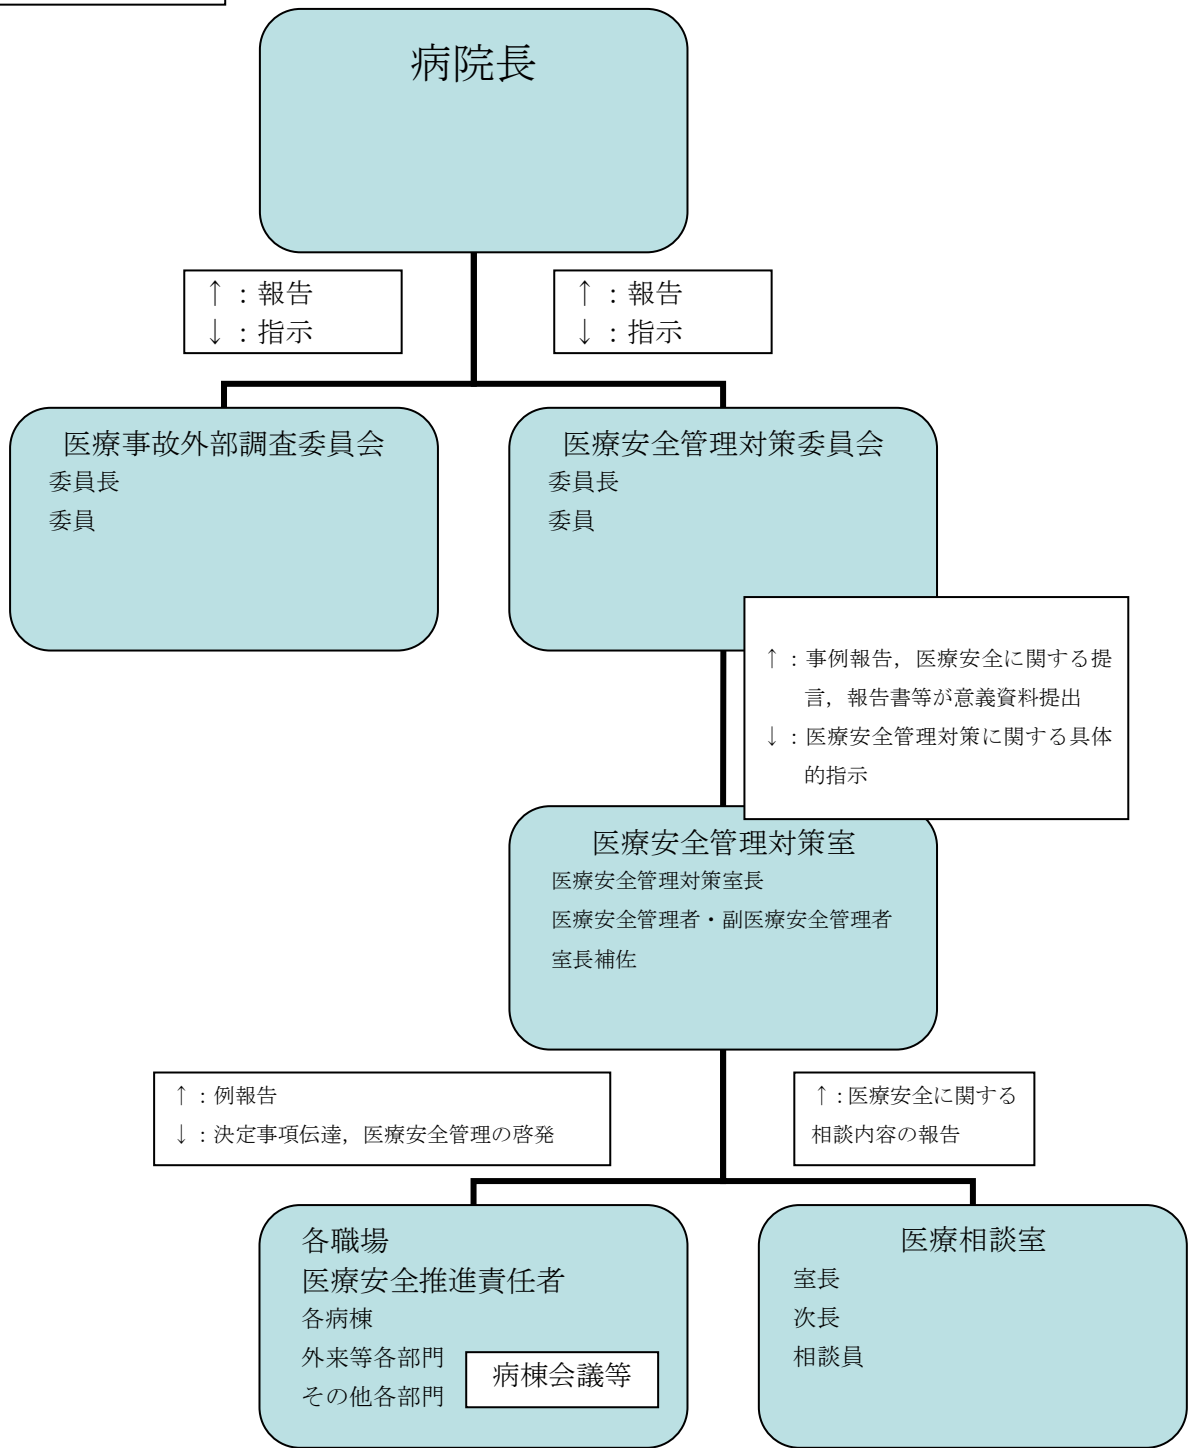 病院長
↑：報告
↓：指示
↑：報告
↓：指示
医療事故外部調査委員会
委員長
委員
医療安全管理対策委員会
委員長
委員
↑：事例報告，医療安全に関する提
言，報告書等が意義資料提出
↓：医療安全管理対策に関する具体
的指示
医療安全管理対策室
医療安全管理対策室長
医療安全管理者・副医療安全管理者
室長補佐
↑：例報告
↓：決定事項伝達，医療安全管理の啓発
↑：医療安全に関する
相談内容の報告
各職場
医療安全推進責任者
各病棟
外来等各部門
その他各部門
病棟会議等
医療相談室
室長
次長
相談員